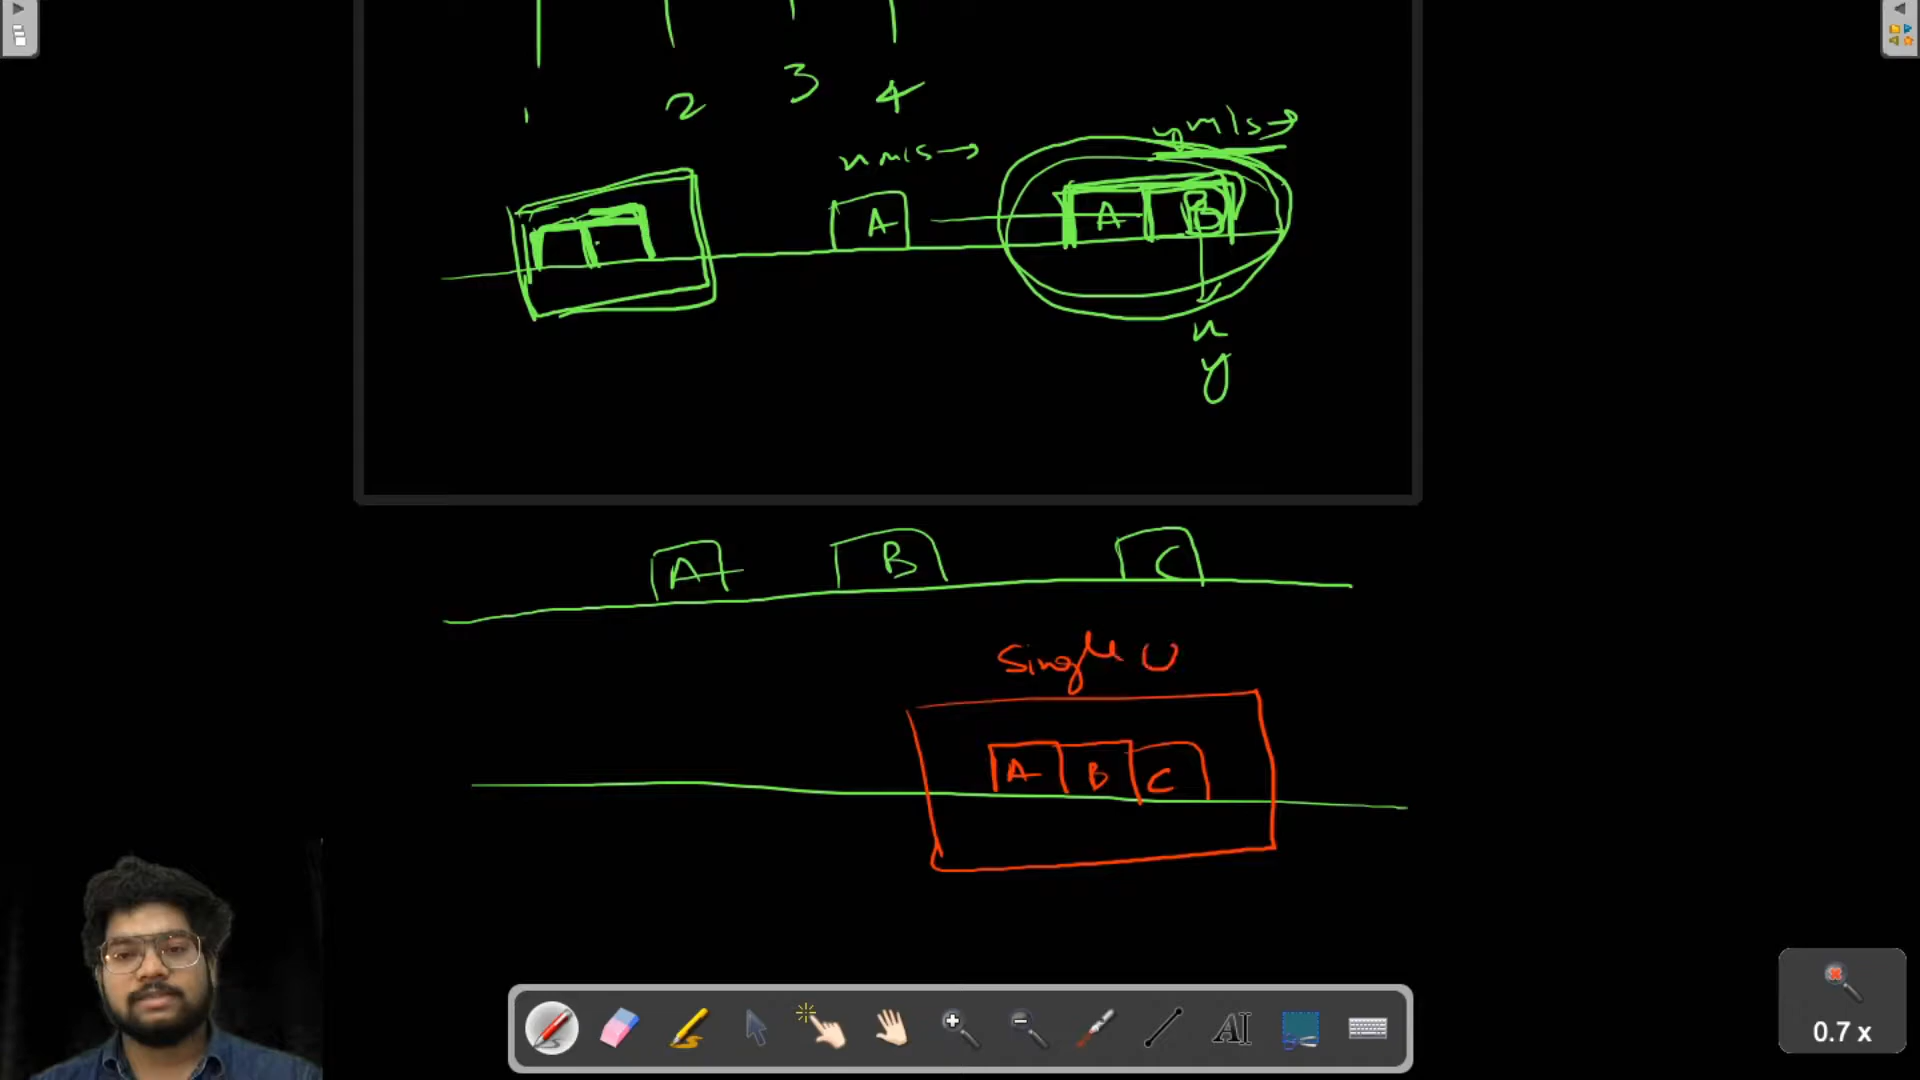 1 2 3 4
x m/s → y m/s →
A A B
x
y
A B C
Single U
A B C
AI
0.7 x